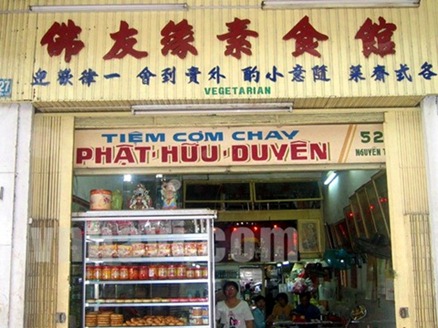 佛友緣素食館
各式齋菜 隨意小酌 外賣到會 一律歡迎
VEGETARIAN
27
TIỆM CƠM CHAY
PHẬT HỮU DUYÊN
52
NGUYỄN T